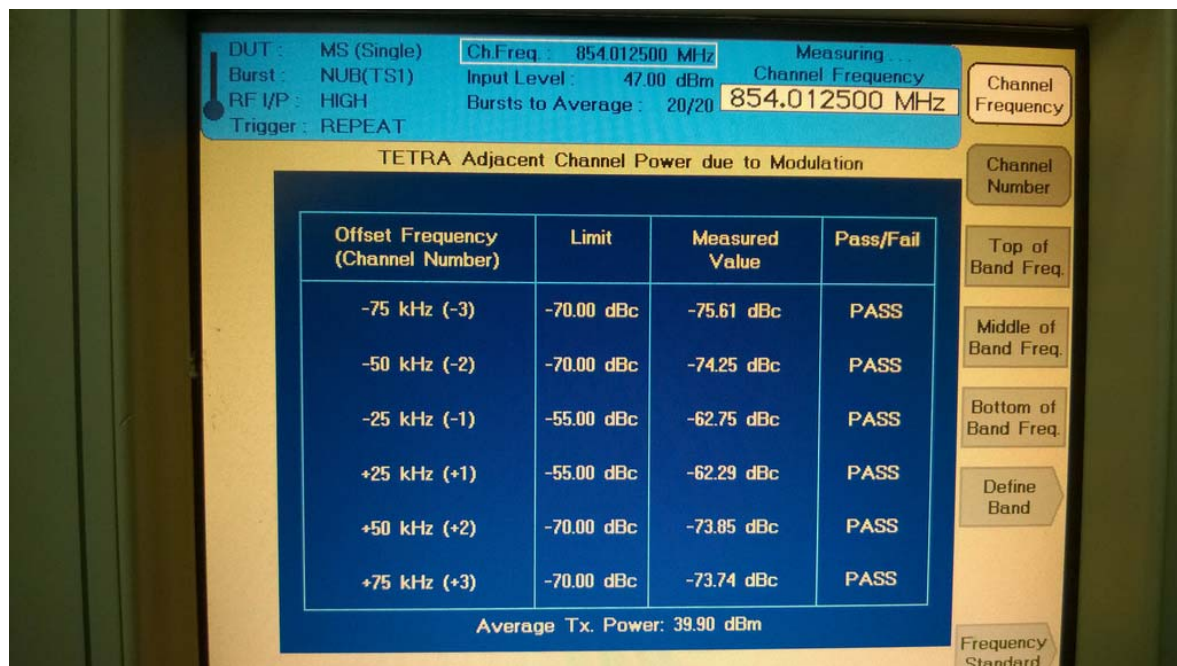 DUT : MS (Single) Ch.Freq. : 854.012500 MHz Measuring...
Burst : NUB(TS1) Input Level : 47.00 dBm Channel Frequency
RF I/P : HIGH Bursts to Average : 20/20 854.012500 MHz
Trigger : REPEAT
TETRA Adjacent Channel Power due to Modulation
Offset Frequency (Channel Number) Limit Measured Value Pass/Fail
-75 kHz (-3) -70.00 dBc -75.61 dBc PASS
-50 kHz (-2) -70.00 dBc -74.25 dBc PASS
-25 kHz (-1) -55.00 dBc -62.75 dBc PASS
+25 kHz (+1) -55.00 dBc -62.29 dBc PASS
+50 kHz (+2) -70.00 dBc -73.85 dBc PASS
+75 kHz (+3) -70.00 dBc -73.74 dBc PASS
Average Tx. Power: 39.90 dBm
Channel
Frequency
Channel
Number
Top of
Band Freq.
Middle of
Band Freq.
Bottom of
Band Freq.
Define
Band
Frequency
Standard